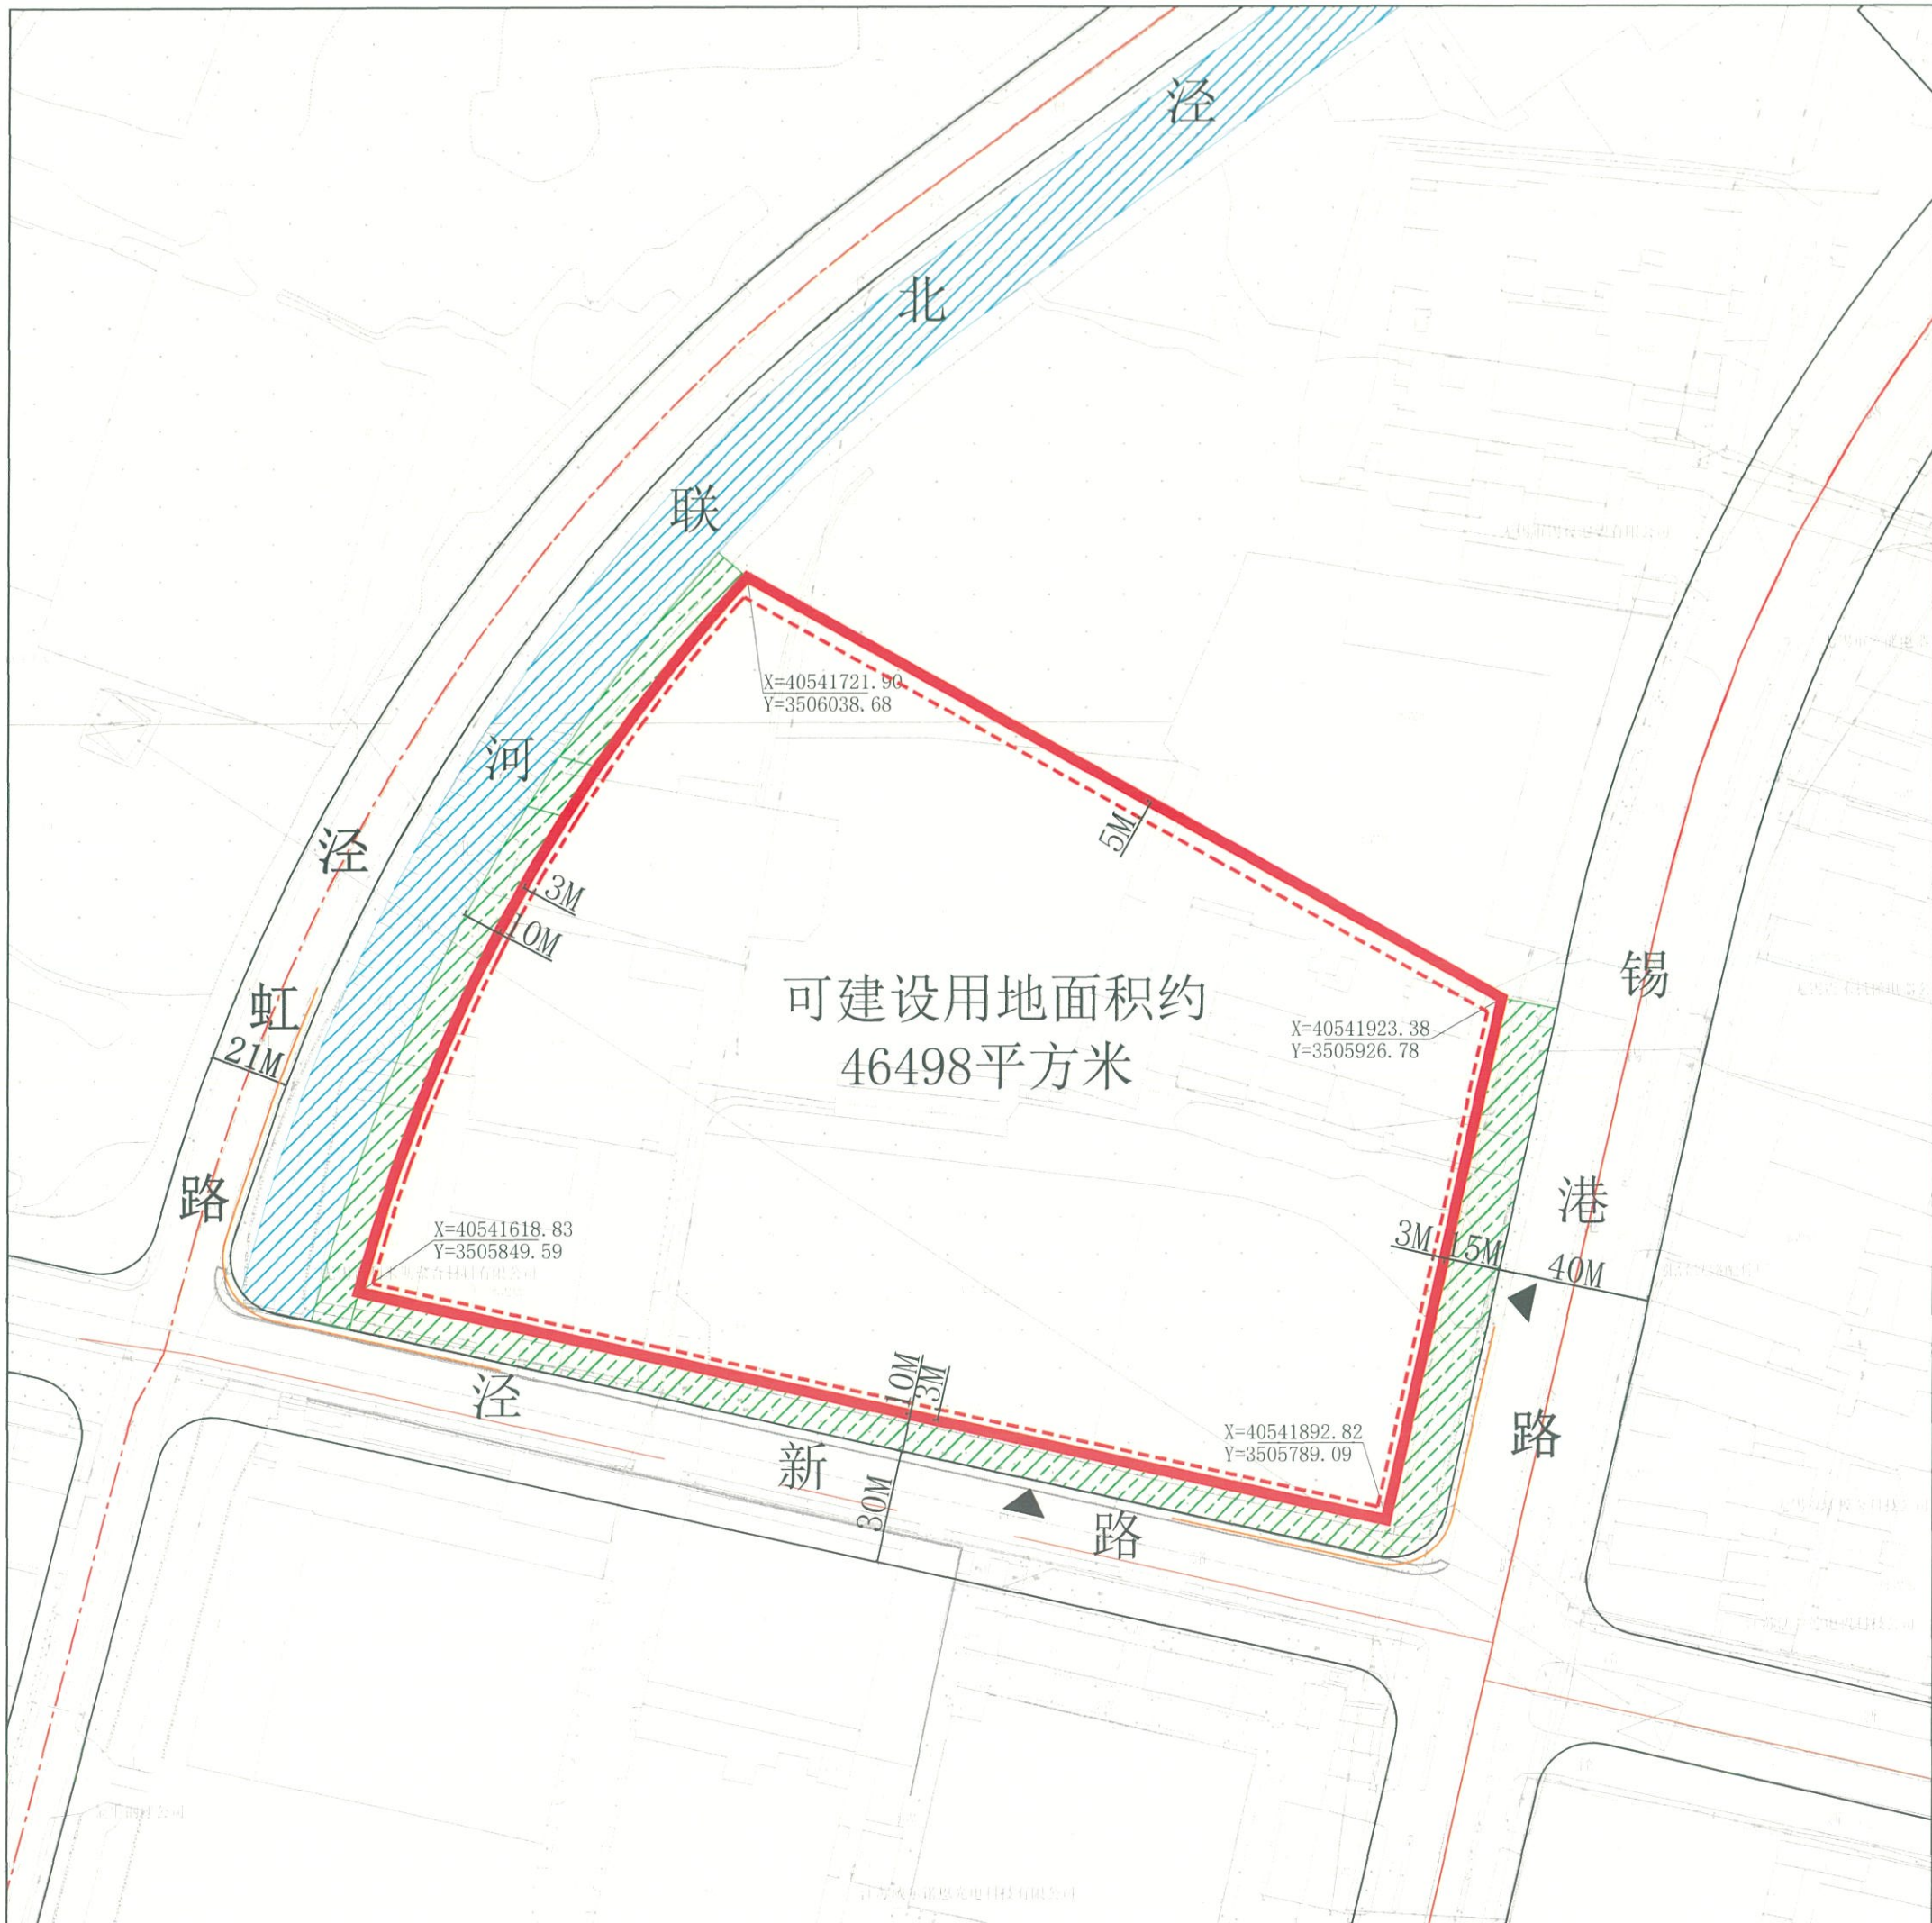 泾
北
联
河
X=40541721.90
Y=3506038.68
5M
泾
虹
路
21M
3M
10M
可建设用地面积约
46498平方米
X=40541923.38
Y=3505926.78
锡
港
路
3M 15M 40M
X=40541618.83
Y=3505849.59
10M
3M
30M
X=40541892.82
Y=3505789.09
泾
新
路